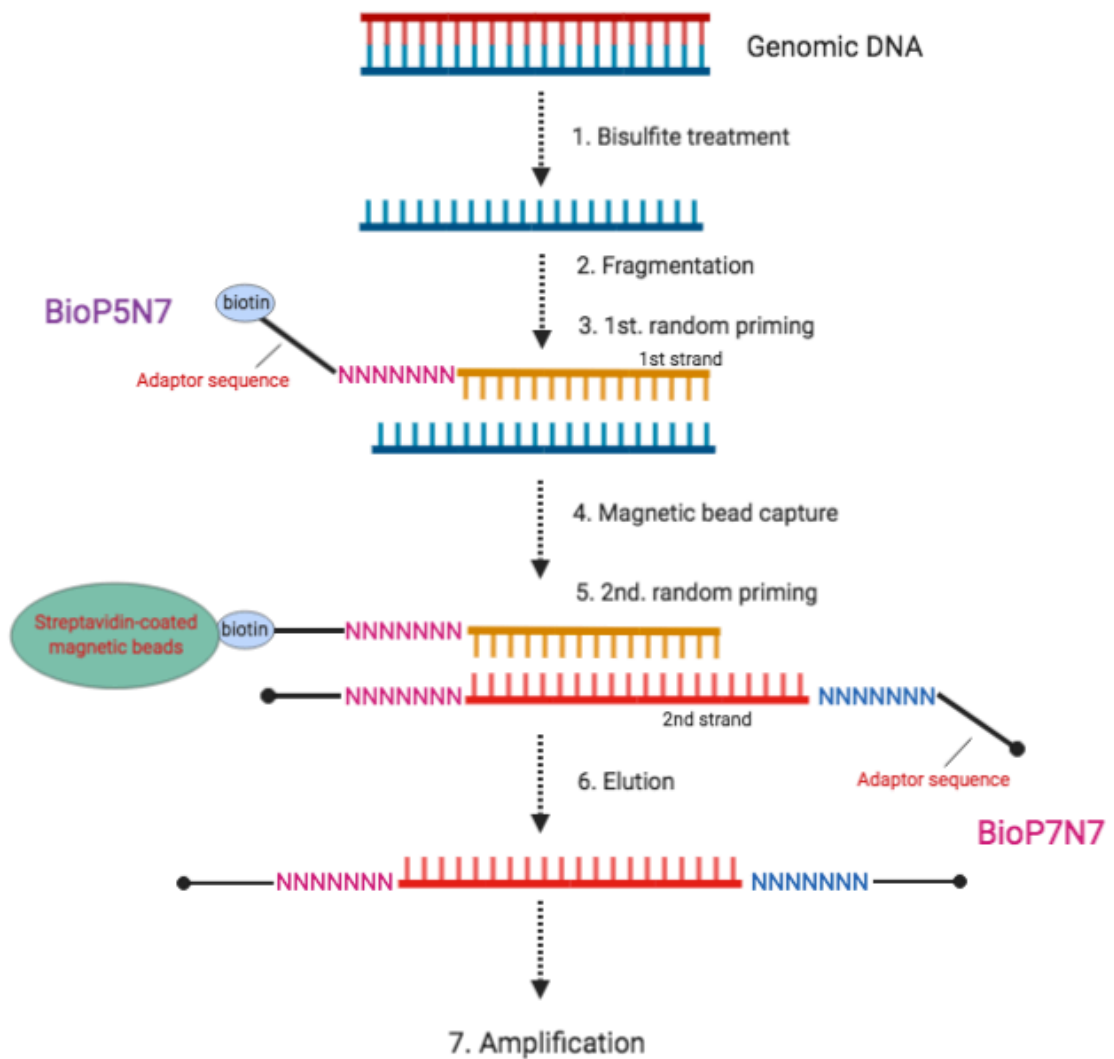 Genomic DNA
1. Bisulfite treatment
2. Fragmentation
BioP5N7
biotin
3. 1st. random priming
1st strand
Adaptor sequence
NNNNNNN
4. Magnetic bead capture
5. 2nd. random priming
Streptavidin-coated
magnetic beads
biotin
NNNNNNN
NNNNNNN
NNNNNNN
2nd strand
Adaptor sequence
6. Elution
BioP7N7
NNNNNNN
NNNNNNN
7. Amplification